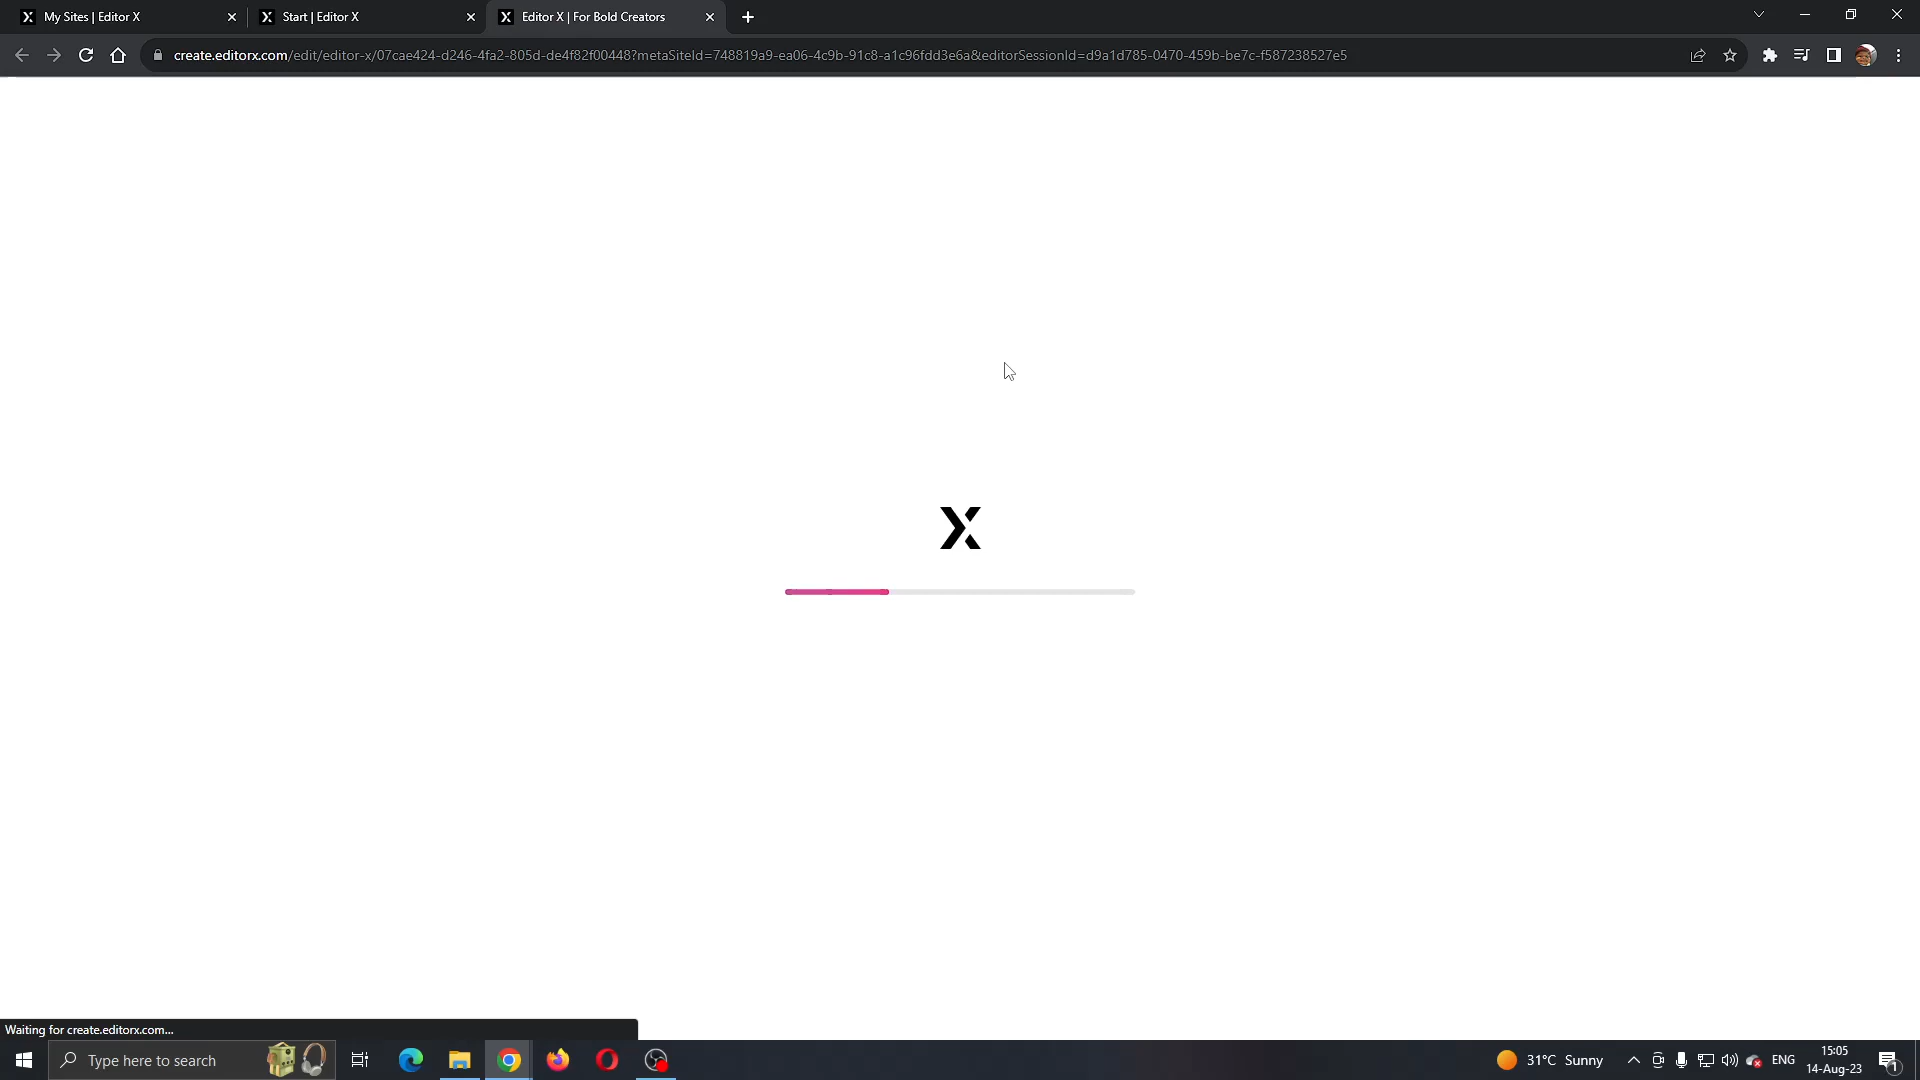 My Sites | Editor X
Start | Editor X
Editor X | For Bold Creators
create.editorx.com/edit/editor-x/07cae424-d246-4fa2-805d-de4f82f00448?metaSiteId=748819a9-ea06-4c9b-91c8-a1c96fdd3e6a&editorSessionId=d9a1d785-0470-459b-be7c-f587238527e5
X
Waiting for create.editorx.com...
Type here to search
31°C Sunny
ENG
15:05
14-Aug-23
1